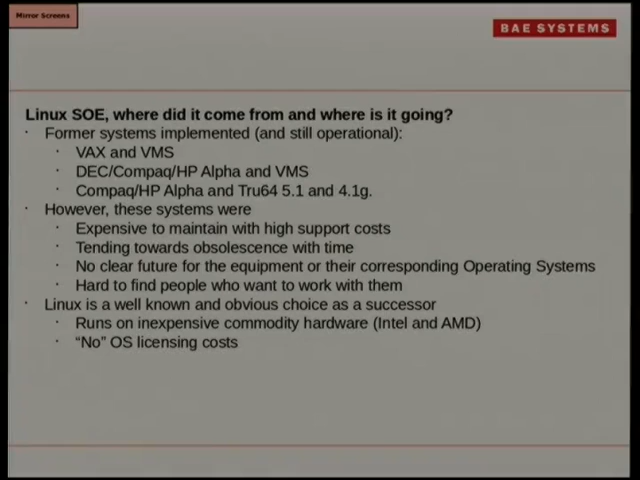 Mirror Screens
BAE SYSTEMS
Linux SOE, where did it come from and where is it going?
· Former systems implemented (and still operational):
· VAX and VMS
· DEC/Compaq/HP Alpha and VMS
· Compaq/HP Alpha and Tru64 5.1 and 4.1g.
· However, these systems were
· Expensive to maintain with high support costs
· Tending towards obsolescence with time
· No clear future for the equipment or their corresponding Operating Systems
· Hard to find people who want to work with them
· Linux is a well known and obvious choice as a successor
· Runs on inexpensive commodity hardware (Intel and AMD)
· “No” OS licensing costs